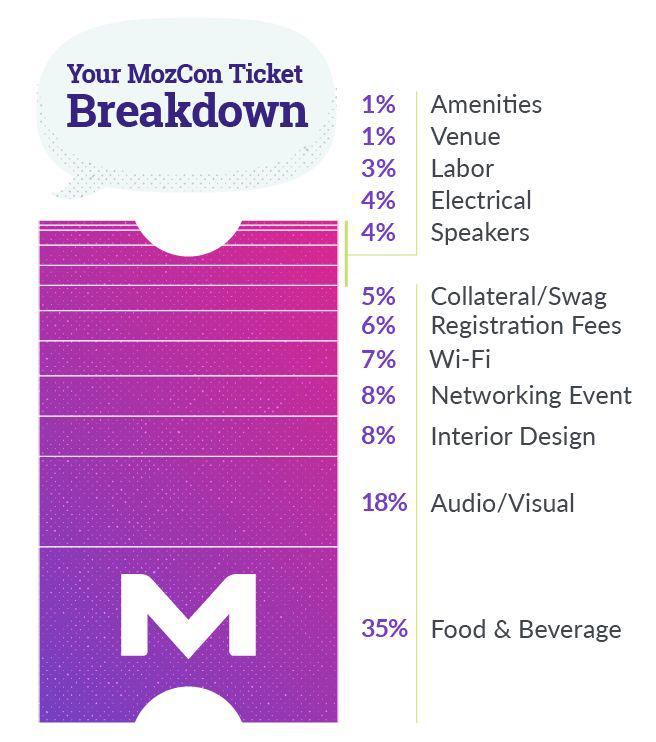 Your MozCon Ticket
Breakdown
1% Amenities
1% Venue
3% Labor
4% Electrical
4% Speakers
5% Collateral/Swag
6% Registration Fees
7% Wi-Fi
8% Networking Event
8% Interior Design
18% Audio/Visual
35% Food & Beverage
M